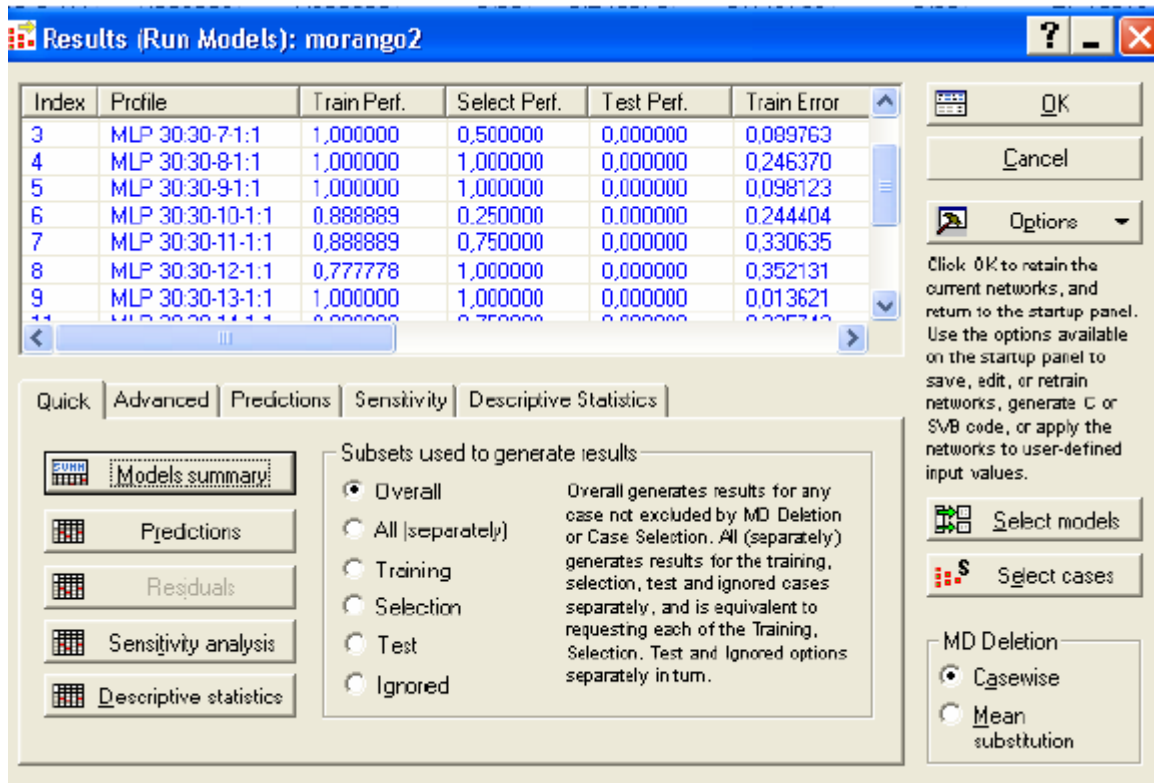 Results (Run Models): morango2
Index Profile Train Perf. Select Perf. Test Perf. Train Error
3 MLP 30:30-7-1:1 1,000000 0,500000 0,000000 0,089763
4 MLP 30:30-8-1:1 1,000000 1,000000 0,000000 0,246370
5 MLP 30:30-9-1:1 1,000000 1,000000 0,000000 0,098123
6 MLP 30:30-10-1:1 0,888889 0,250000 0,000000 0,244404
7 MLP 30:30-11-1:1 0,888889 0,750000 0,000000 0,330635
8 MLP 30:30-12-1:1 0,777778 1,000000 0,000000 0,352131
9 MLP 30:30-13-1:1 1,000000 1,000000 0,000000 0,013621
OK
Cancel
Options
Click OK to retain the
current networks, and
return to the startup panel.
Use the options available
on the startup panel to
save, edit, or retrain
networks, generate C or
SVB code, or apply the
networks to user-defined
input values.
Select models
Select cases
MD Deletion
Casewise
Mean
substitution
Quick Advanced Predictions Sensitivity Descriptive Statistics
Models summary
Predictions
Residuals
Sensitivity analysis
Descriptive statistics
Subsets used to generate results
Overall
All (separately)
Training
Selection
Test
Ignored
Overall generates results for any
case not excluded by MD Deletion
or Case Selection. All (separately)
generates results for the training,
selection, test and ignored cases
separately, and is equivalent to
requesting each of the Training,
Selection, Test and Ignored options
separately in turn.